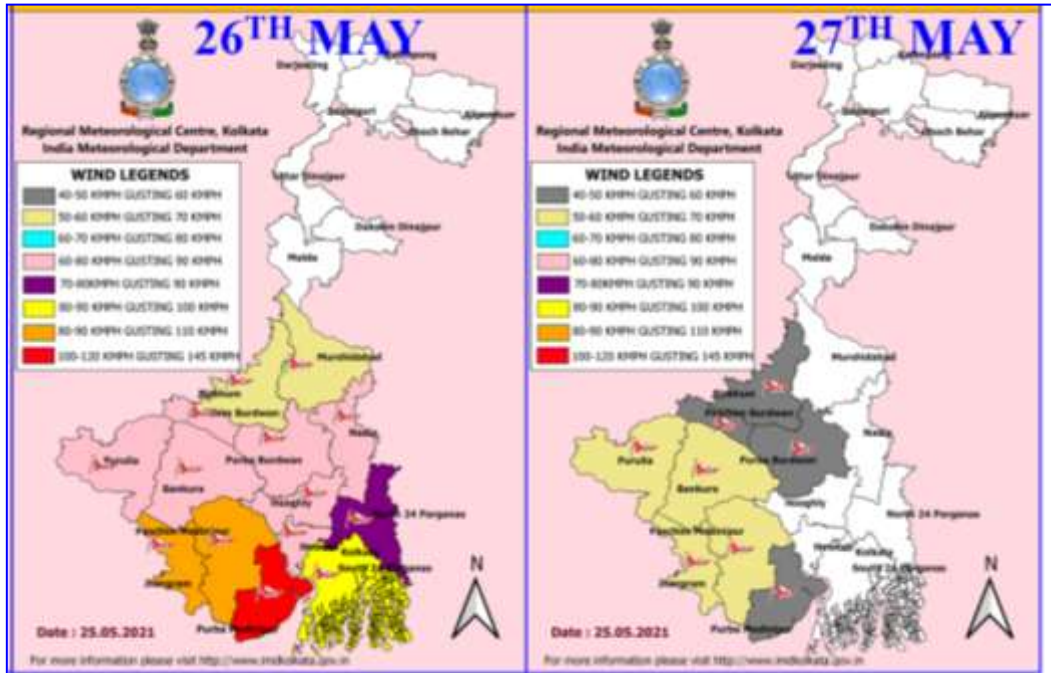 26TH MAY
Darjeeling
Regional Meteorological Centre, Kolkata
India Meteorological Department
WIND LEGENDS
40-50 KMPH GUSTING 60 KMPH
50-60 KMPH GUSTING 70 KMPH
60-70 KMPH GUSTING 80 KMPH
60-80 KMPH GUSTING 90 KMPH
70-80KMPH GUSTING 90 KMPH
80-90 KMPH GUSTING 100 KMPH
80-90 KMPH GUSTING 110 KMPH
100-120 KMPH GUSTING 145 KMPH
Cooch Behar
Uttar Dinajpur
Dakshin Dinajpur
Malda
Murshidabad
Birbhum
Nadia
Purulia
Purba Bardwan
Bankura
Hooghly
North 24 Parganas
Paschim Medinipur
Kolkata
South 24 Parganas
Jhargram
Purba Medinipur
N
Date : 25.05.2021
For more information please visit http://www.imdkolkata.gov.in
27TH MAY
Darjeeling
Regional Meteorological Centre, Kolkata
India Meteorological Department
WIND LEGENDS
40-50 KMPH GUSTING 60 KMPH
50-60 KMPH GUSTING 70 KMPH
60-70 KMPH GUSTING 80 KMPH
60-80 KMPH GUSTING 90 KMPH
70-80KMPH GUSTING 90 KMPH
80-90 KMPH GUSTING 100 KMPH
80-90 KMPH GUSTING 110 KMPH
100-120 KMPH GUSTING 145 KMPH
Cooch Behar
Uttar Dinajpur
Dakshin Dinajpur
Malda
Murshidabad
Birbhum
Paschim Bardwan
Nadia
Purulia
Purba Bardwan
Bankura
Hooghly
North 24 Parganas
Paschim Medinipur
Howrah
Kolkata
South 24 Parganas
Jhargram
Purba Medinipur
N
Date : 25.05.2021
For more information please visit http://www.imdkolkata.gov.in